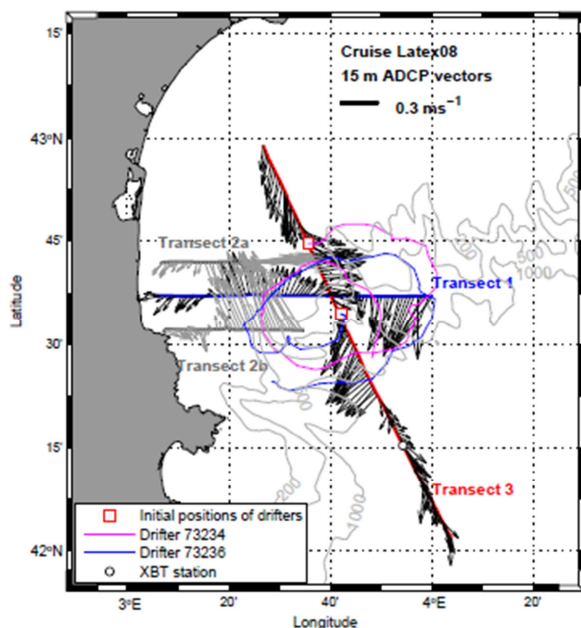 15'
Cruise Latex08
15 m ADCP vectors
0.3 ms⁻¹
43°N
500
45'
Transect 2a
500
1000
Transect 1
Latitude
30'
Transect 2b
15'
200
1000
Transect 3
Initial positions of drifters
Drifter 73234
Drifter 73236
XBT station
42°N
3°E
20'
40'
4°E
20'
Longitude